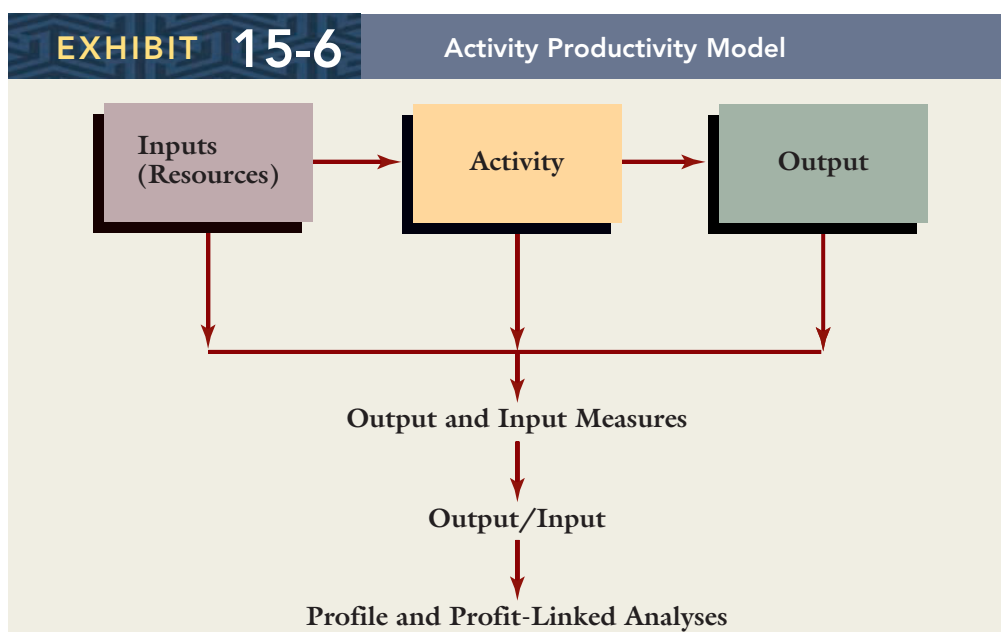 EXHIBIT 15-6 Activity Productivity Model
Inputs
(Resources)
Activity
Output
Output and Input Measures
Output/Input
Profile and Profit-Linked Analyses